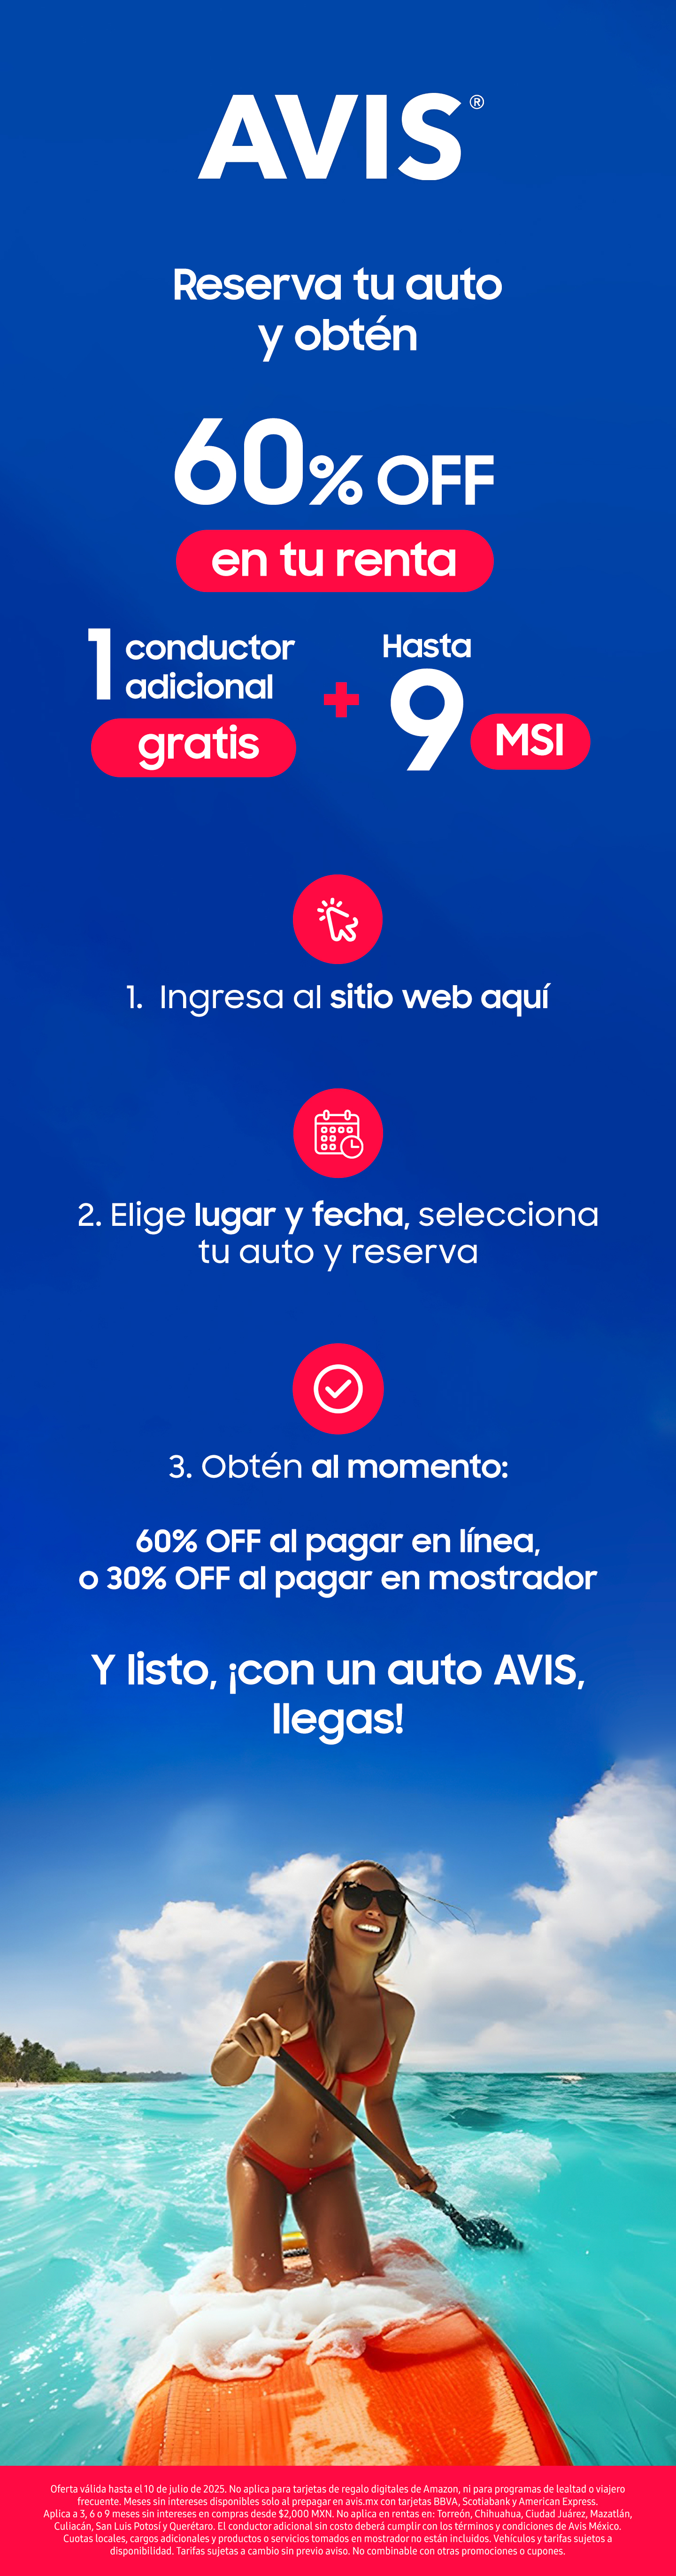 AVIS®
Reserva tu auto
y obtén
60% OFF
en tu renta
1 conductor
adicional
gratis
+
Hasta
9 MSI
1. Ingresa al sitio web aquí
2. Elige lugar y fecha, selecciona
tu auto y reserva
3. Obtén al momento:
60% OFF al pagar en línea,
o 30% OFF al pagar en mostrador
Y listo, ¡con un auto AVIS,
llegas!
Oferta válida hasta el 10 de julio de 2025. No aplica para tarjetas de regalo digitales de Amazon, ni para programas de lealtad o viajero
frecuente. Meses sin intereses disponibles solo al prepagar en avis.mx con tarjetas BBVA, Scotiabank y American Express.
Aplica a 3, 6 o 9 meses sin intereses en compras desde $2,000 MXN. No aplica en rentas en: Torreón, Chihuahua, Ciudad Juárez, Mazatlán,
Culiacán, San Luis Potosí y Querétaro. El conductor adicional sin costo deberá cumplir con los términos y condiciones de Avis México.
Cuotas locales, cargos adicionales y productos o servicios tomados en mostrador no están incluidos. Vehículos y tarifas sujetos a
disponibilidad. Tarifas sujetas a cambio sin previo aviso. No combinable con otras promociones o cupones.